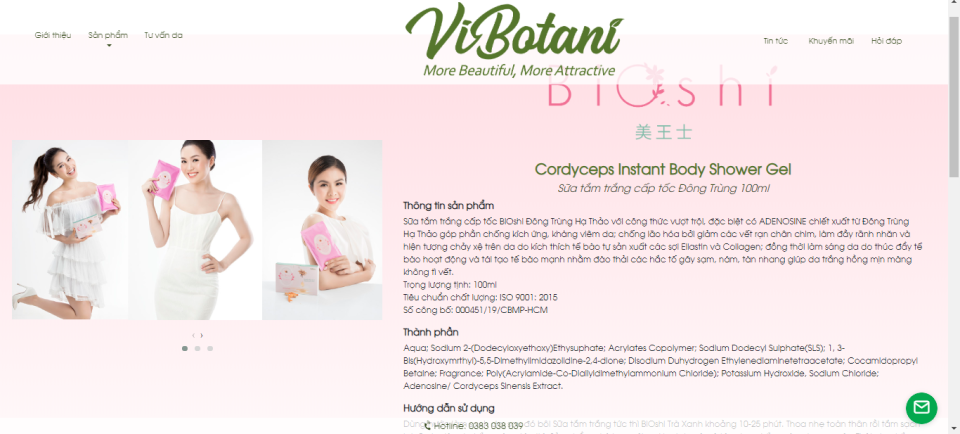 Giới thiệu Sản phẩm Tư vấn da
ViBotani
More Beautiful, More Attractive
Tin tức Khuyến mãi Hỏi đáp
BIOshi
美王士
Cordyceps Instant Body Shower Gel
Sữa tắm trắng cấp tốc Đông Trùng 100ml
Thông tin sản phẩm
Sữa tắm trắng cấp tốc BIOshi Đông Trùng Hạ Thảo với công thức vượt trội, đặc biệt có ADENOSINE chiết xuất từ Đông Trùng
Hạ Thảo góp phần chống kích ứng, kháng viêm da; chống lão hóa bởi giảm các vết rạn chân chim, làm đầy rãnh nhăn và
hiện tượng chảy xệ trên da do kích thích tế bào tự sản xuất các sợi Ellastin và Collagen; đồng thời làm sáng da do thúc đẩy tế
bào hoạt động và tái tạo tế bào mạnh nhằm đào thải các hắc tố gây sạm, nám, tàn nhang giúp da trắng hồng mịn màng
không tì vết.
Trọng lượng tịnh: 100ml
Tiêu chuẩn chất lượng: ISO 9001: 2015
Số công bố: 000451/19/CBMP-HCM
Thành phần
Aqua; Sodium 2-(Dodecyloxyethoxy)Ethysuphate; Acrylates Copolymer; Sodium Dodecyl Sulphate(SLS); 1, 3-
Bis(Hydroxymrthyl)-5,5-Dimethylimidazolidine-2,4-dione; Disodium Duhydrogen Ethylenediaminetetraacetate; Cocamidopropyl
Betaine; Fragrance; Poly(Acrylamide-Co-Diallyldimethylammonium Chloride); Potassium Hydroxide, Sodium Chloride;
Adenosine/ Cordyceps Sinensis Extract.
Hướng dẫn sử dụng
đó bôi Sữa tắm trắng tức thì BIOshi Trà Xanh khoảng 10-25 phút. Thoa nhẹ toàn thân rồi tắm sạch
Hotline: 0383 038 039